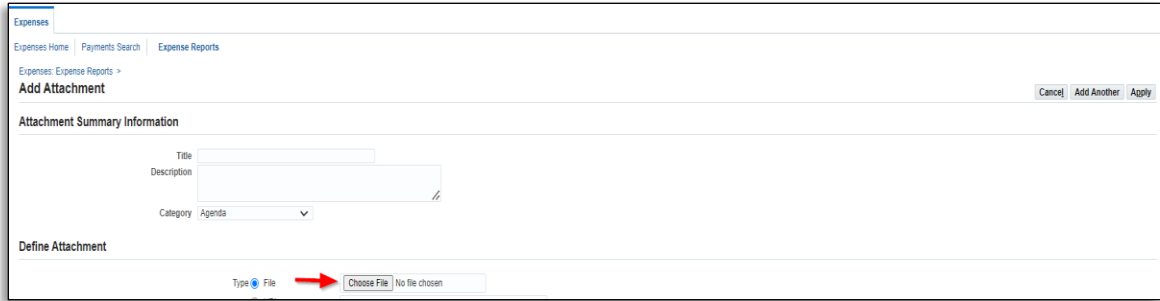 Expenses
Expenses Home Payments Search Expense Reports
Expenses: Expense Reports >
Add Attachment
Cancel Add Another Apply
Attachment Summary Information
Title
Description
Category Agenda
Define Attachment
Type File Choose File No file chosen